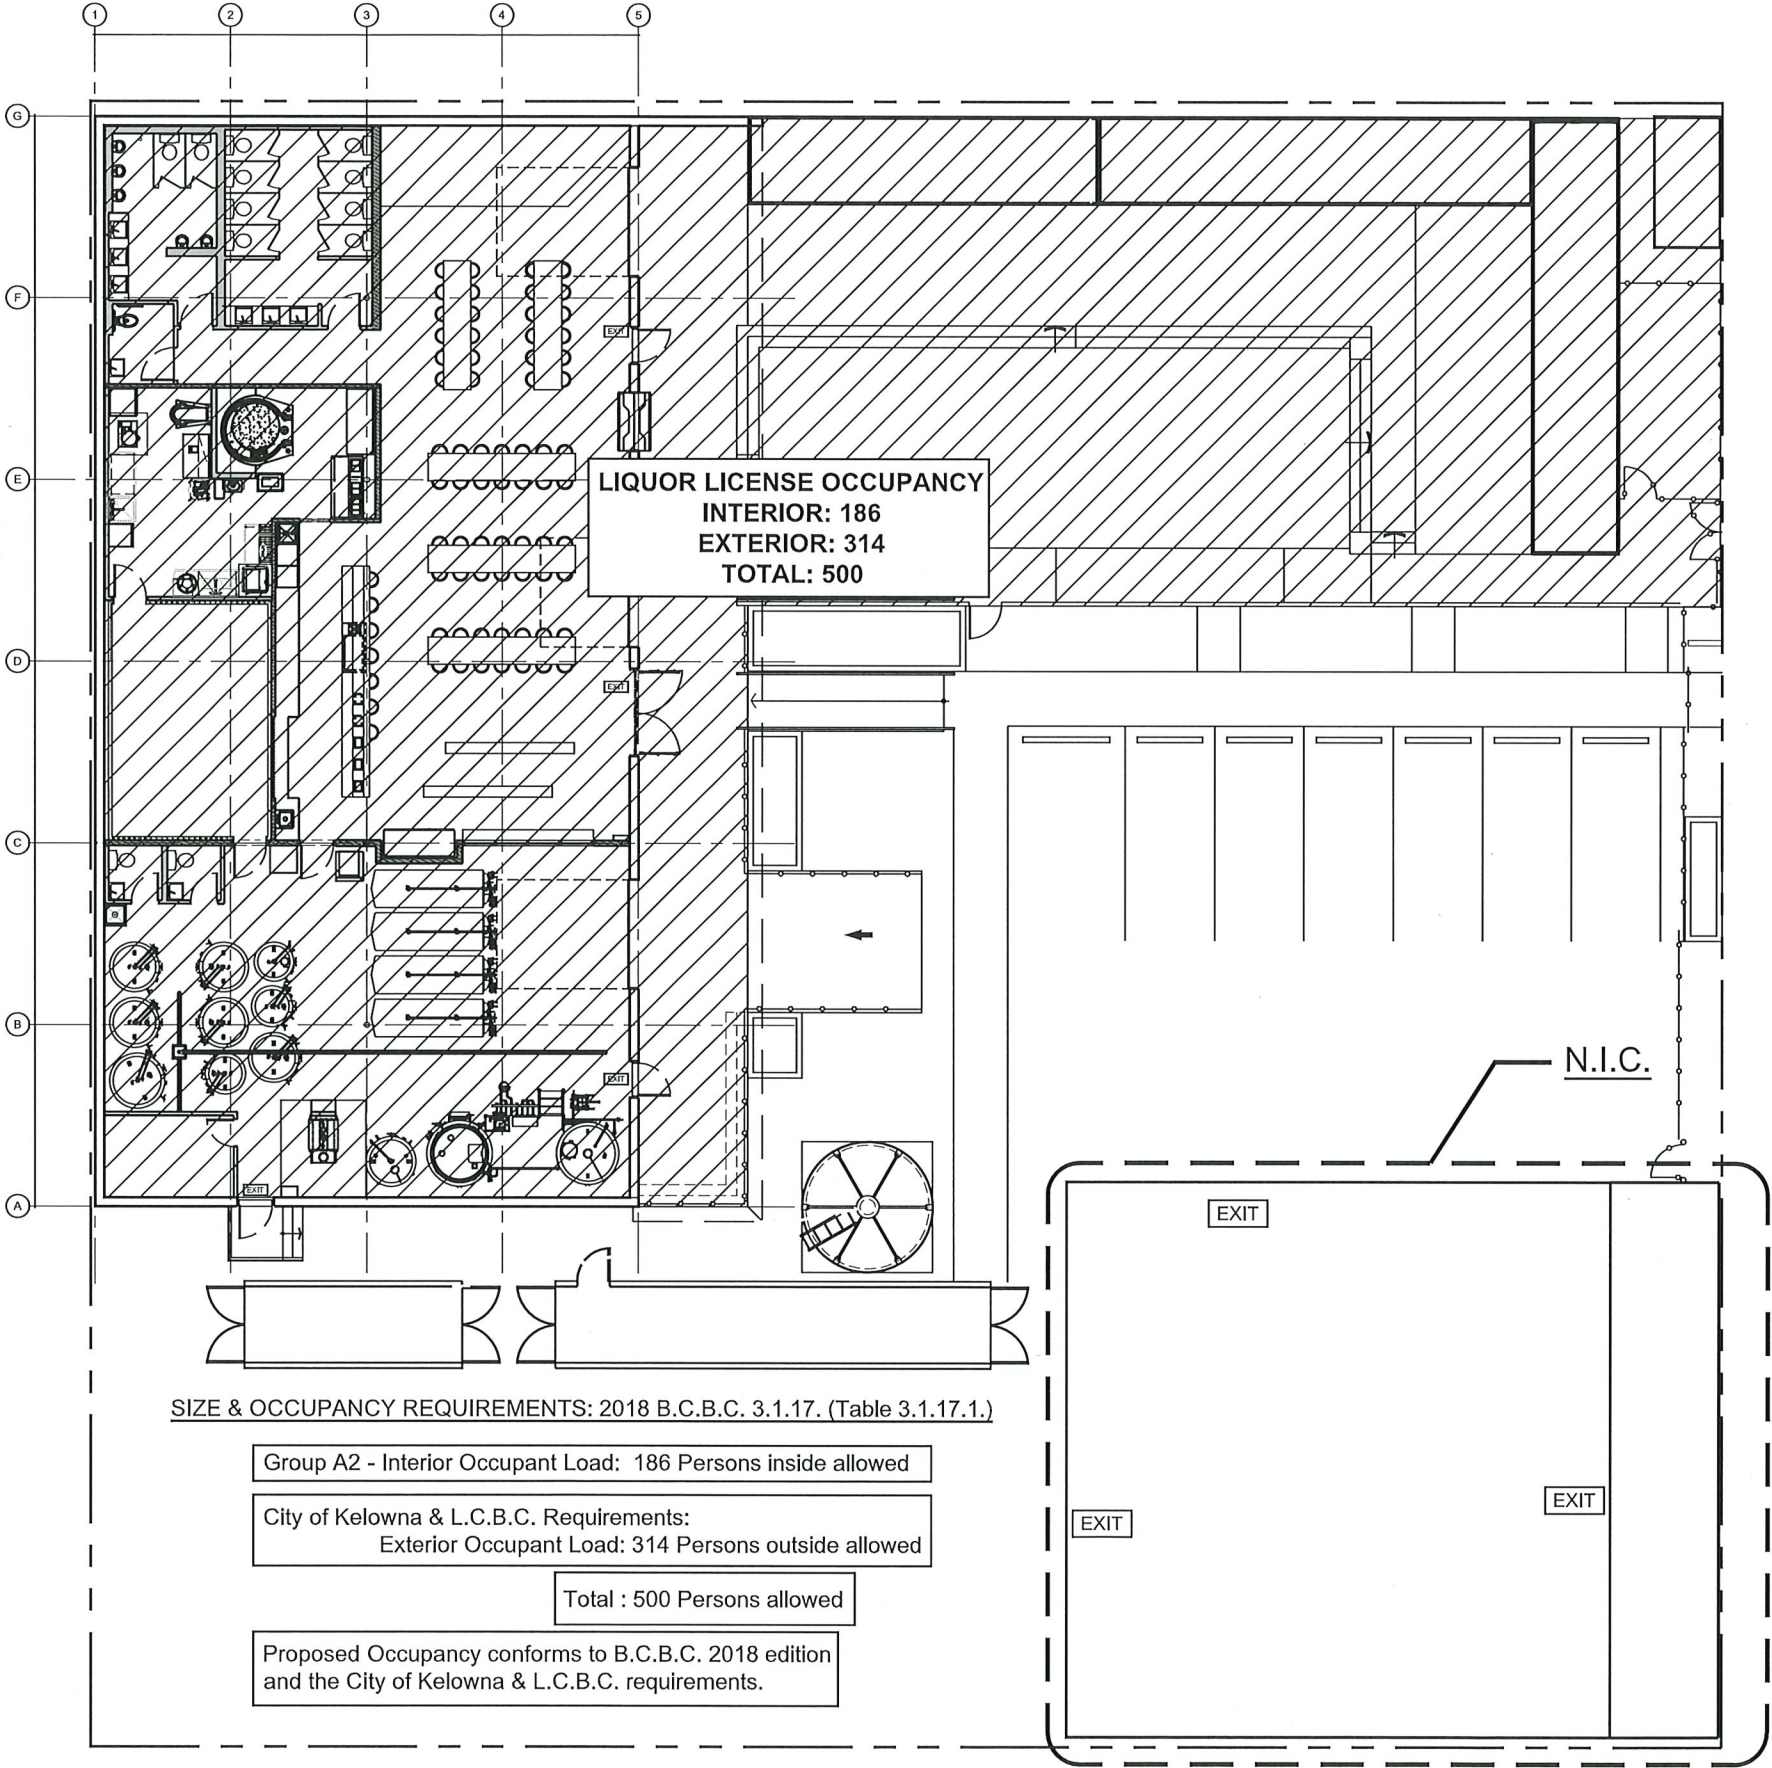 1 2 3 4 5
G
F
EXIT
E
LIQUOR LICENSE OCCUPANCY
INTERIOR: 186
EXTERIOR: 314
TOTAL: 500
D
EXIT
C
B
EXIT
N.I.C.
EXIT
A
EXIT
EXIT
EXIT
SIZE & OCCUPANCY REQUIREMENTS: 2018 B.C.B.C. 3.1.17. (Table 3.1.17.1.)
Group A2 - Interior Occupant Load: 186 Persons inside allowed
City of Kelowna & L.C.B.C. Requirements:
Exterior Occupant Load: 314 Persons outside allowed
Total : 500 Persons allowed
Proposed Occupancy conforms to B.C.B.C. 2018 edition
and the City of Kelowna & L.C.B.C. requirements.